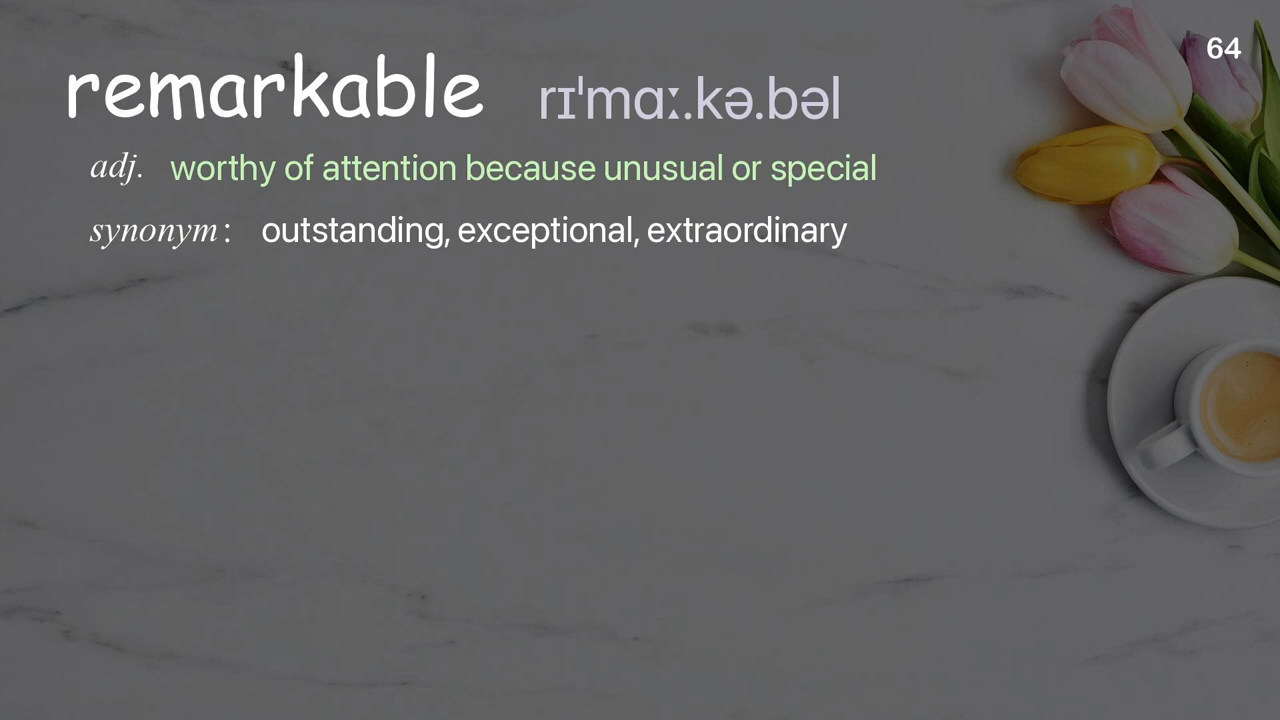 64
remarkable rɪˈmɑː.kə.bəl
adj. worthy of attention because unusual or special
synonym: outstanding, exceptional, extraordinary